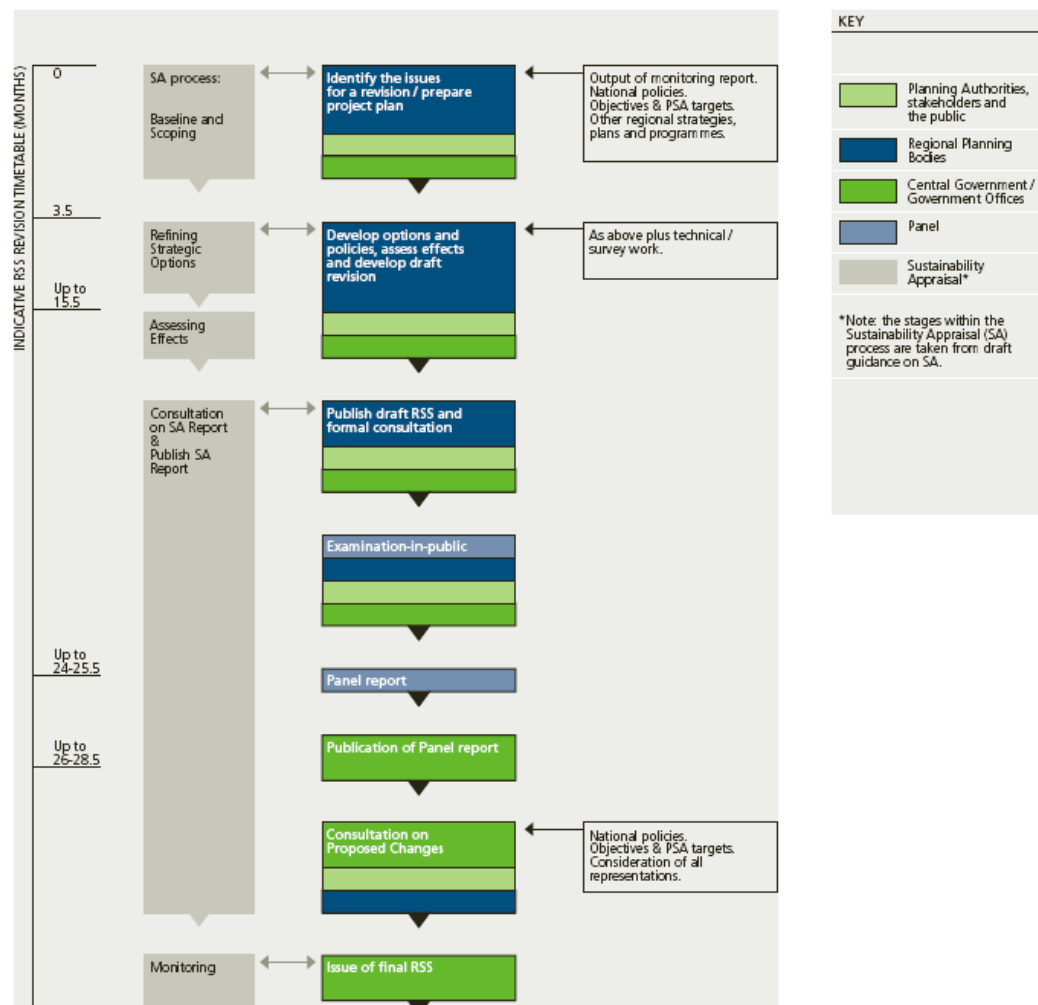 INDICATIVE RSS REVISION TIMETABLE (MONTHS)
0
3.5
Up to
15.5
Up to
24-25.5
Up to
26-28.5
SA process:
Baseline and
Scoping
Refining
Strategic
Options
Assessing
Effects
Consultation
on SA Report
&
Publish SA
Report
Monitoring
Identify the issues
for a revision / prepare
project plan
Develop options and
policies, assess effects
and develop draft
revision
Publish draft RSS and
formal consultation
Examination-in-public
Panel report
Publication of Panel report
Consultation on
Proposed Changes
Issue of final RSS
Output of monitoring report.
National policies.
Objectives & PSA targets.
Other regional strategies,
plans and programmes.
As above plus technical /
survey work.
National policies.
Objectives & PSA targets.
Consideration of all
representations.
KEY
Planning Authorities,
stakeholders and
the public
Regional Planning
Bodies
Central Government /
Government Offices
Panel
Sustainability
Appraisal*
*Note: the stages within the
Sustainability Appraisal (SA)
process are taken from draft
guidance on SA.